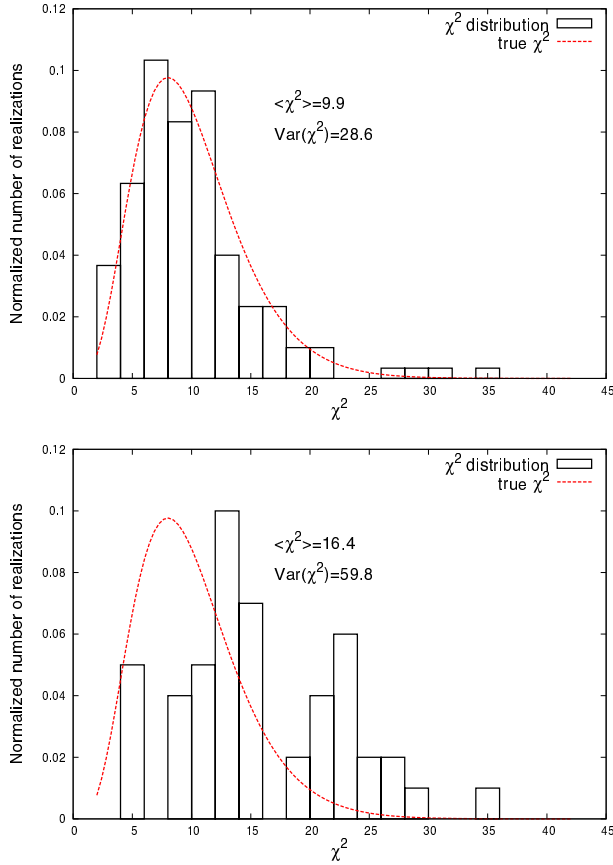 0.12
0.1
0.08
0.06
0.04
0.02
0
0 5 10 15 20 25 30 35 40 45
Normalized number of realizations
χ²
χ² distribution
true χ²
<χ²>=9.9
Var(χ²)=28.6
0.12
0.1
0.08
0.06
0.04
0.02
0
0 5 10 15 20 25 30 35 40 45
Normalized number of realizations
χ²
χ² distribution
true χ²
<χ²>=16.4
Var(χ²)=59.8